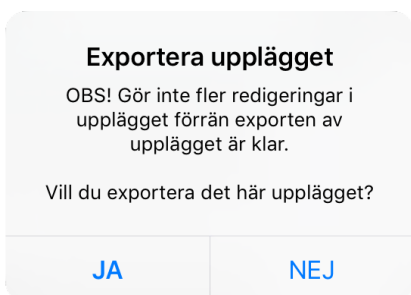 Exportera upplägget
OBS! Gör inte fler redigeringar i
upplägget förrän exporten av
upplägget är klar.
Vill du exportera det här upplägget?
JA
NEJ